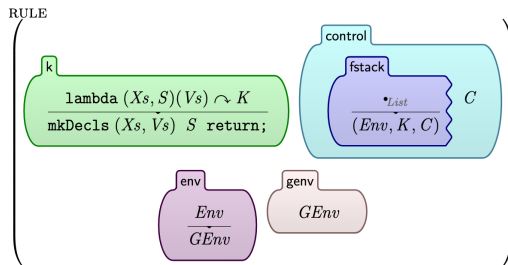 RULE
control
k
fstack
lambda (Xs, S)(Vs) ↷ K
•List
C
mkDecls (Xs, Vs) S return;
(Env, K, C)
env
genv
Env
GEnv
GEnv